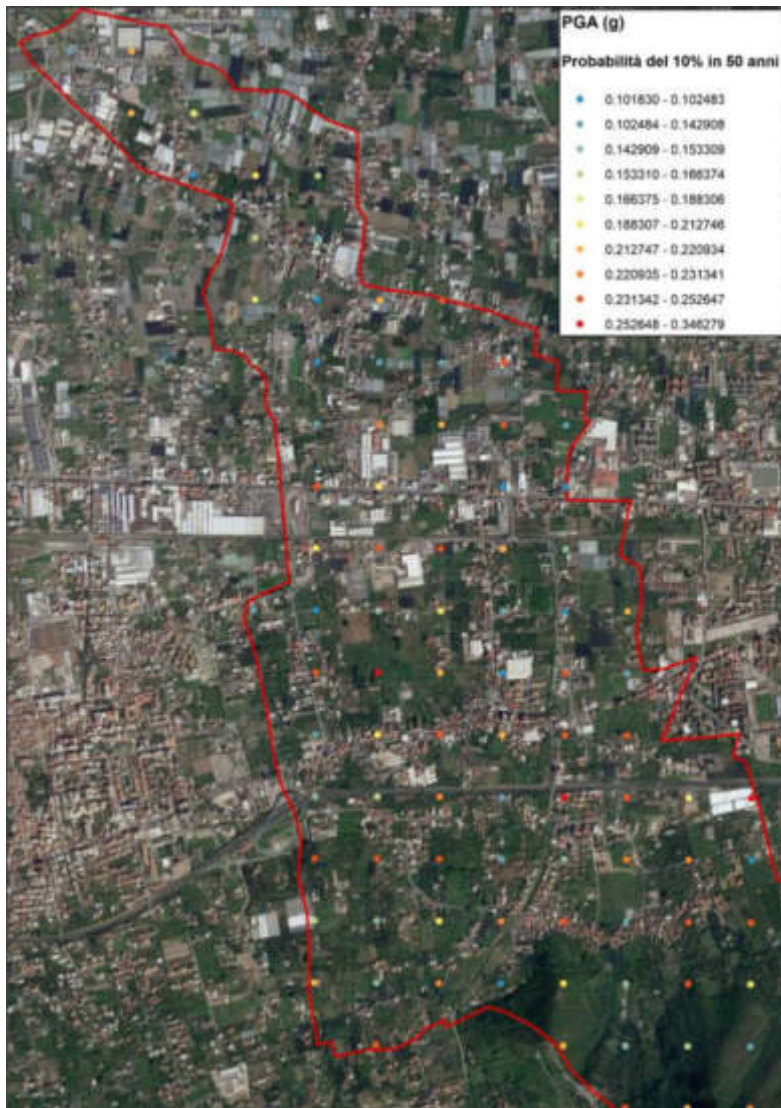 PGA (g)
Probabilità del 10% in 50 anni
0.101630 - 0.102483
0.102484 - 0.142908
0.142909 - 0.153309
0.153310 - 0.166374
0.166375 - 0.188306
0.188307 - 0.212746
0.212747 - 0.220934
0.220935 - 0.231341
0.231342 - 0.252647
0.252648 - 0.346279